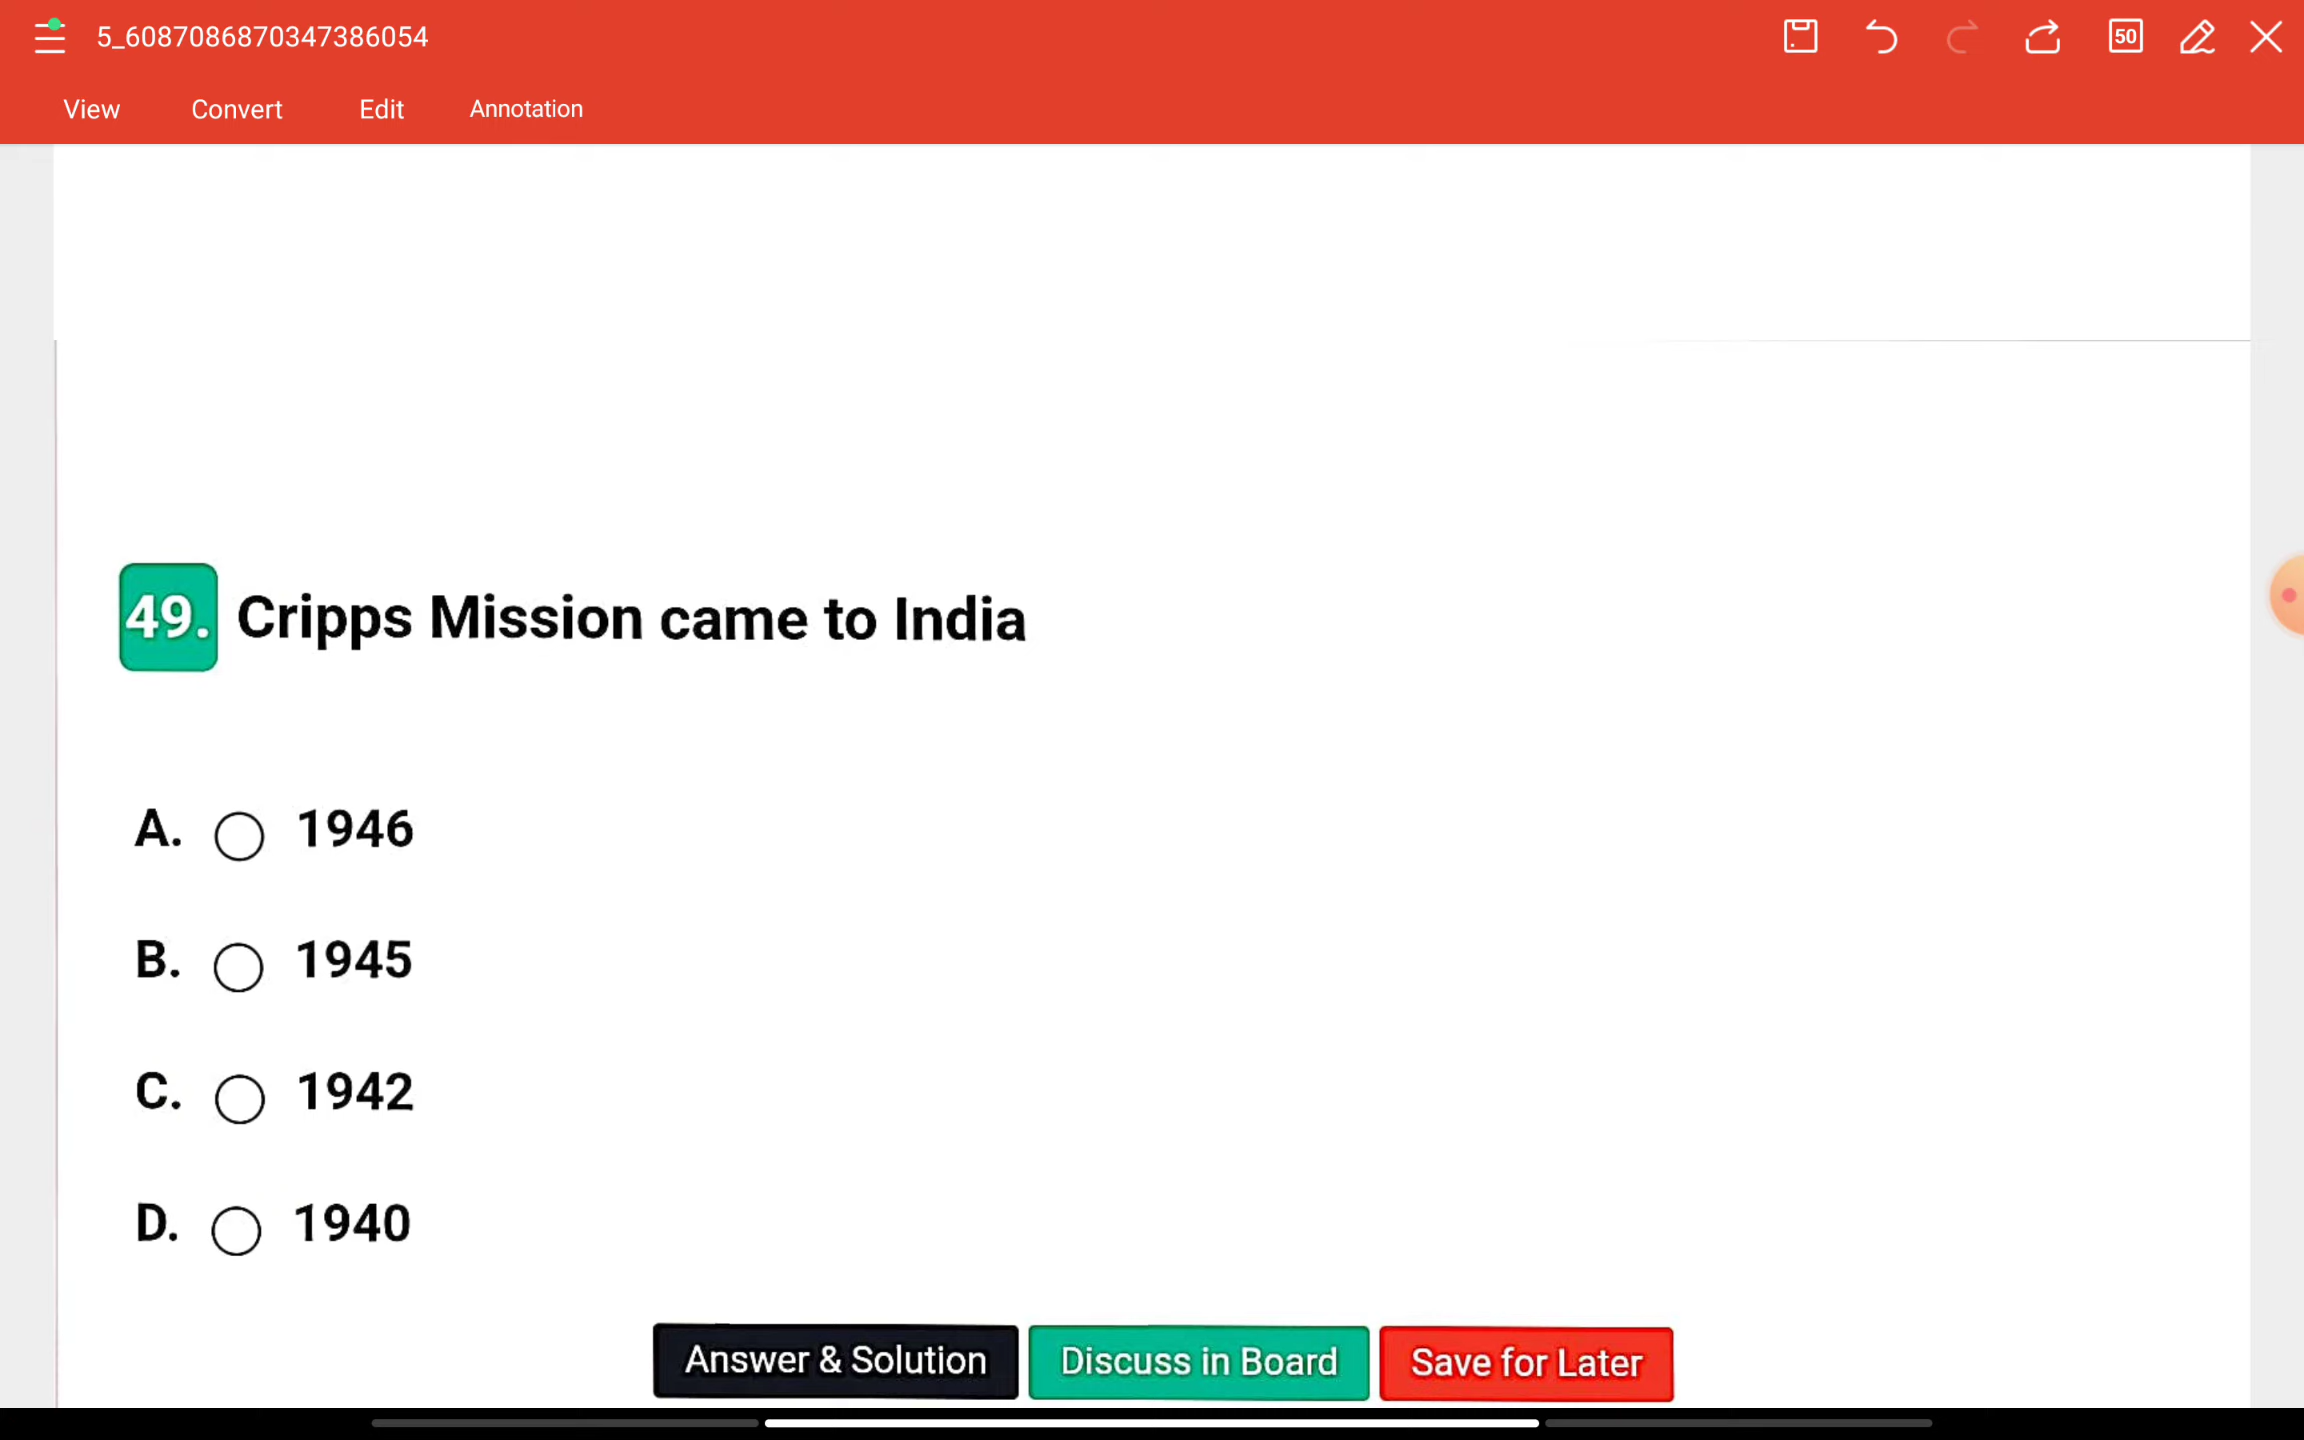 5_6087086870347386054
50
View Convert Edit Annotation
49. Cripps Mission came to India
A. 1946
B. 1945
C. 1942
D. 1940
Answer & Solution Discuss in Board Save for Later